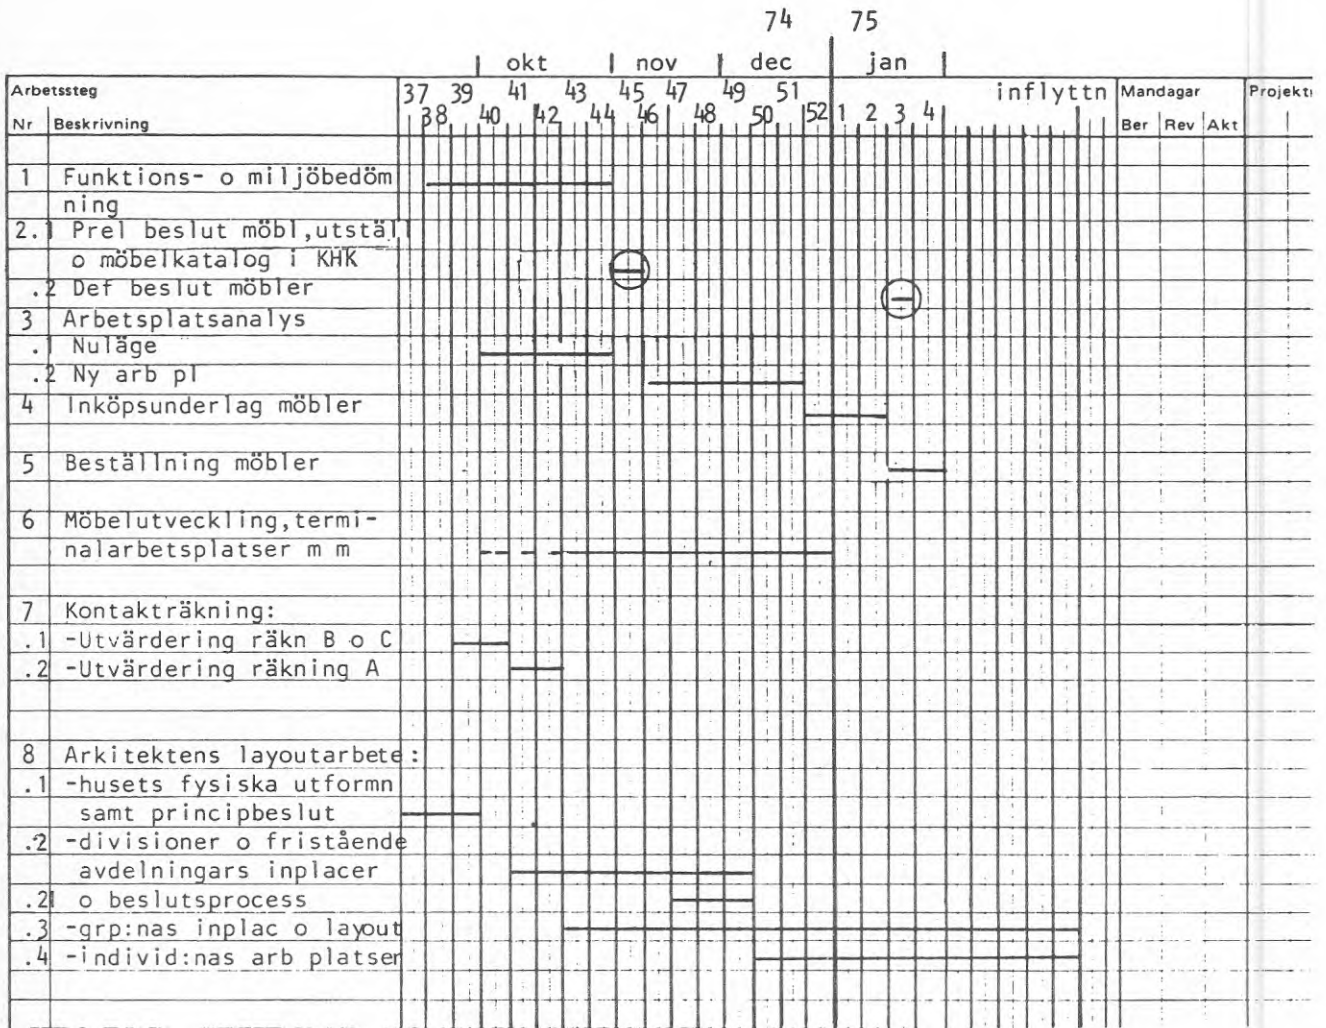 74 75
okt nov dec jan
Arbetssteg 37 39 41 43 45 47 49 51 inflyttn Mandagar Projekt
Nr Beskrivning 38 40 42 44 46 48 50 52 1 2 3 4 Ber Rev Akt
1 Funktions- o miljöbedöm
ning
2.1 Prel beslut möbl,utställ
o möbelkatalog i KHK
.2 Def beslut möbler
3 Arbetsplatsanalys
.1 Nuläge
.2 Ny arb pl
4 Inköpsunderlag möbler
5 Beställning möbler
6 Möbelutveckling,termi-
nalarbetsplatser m m
7 Kontakträkning:
.1 -Utvärdering räkn B o C
.2 -Utvärdering räkning A
8 Arkitektens layoutarbete:
.1 -husets fysiska utformn
samt principbeslut
.2 -divisioner o fristående
avdelningars inplacer
.21 o beslutsprocess
.3 -grp:nas inplac o layout
.4 -individ:nas arb platser